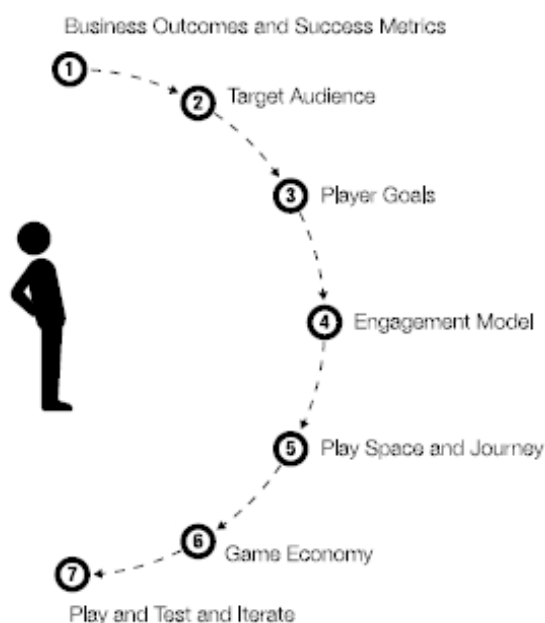 Business Outcomes and Success Metrics
1
2 Target Audience
3 Player Goals
4 Engagement Model
5 Play Space and Journey
6 Game Economy
7
Play and Test and Iterate